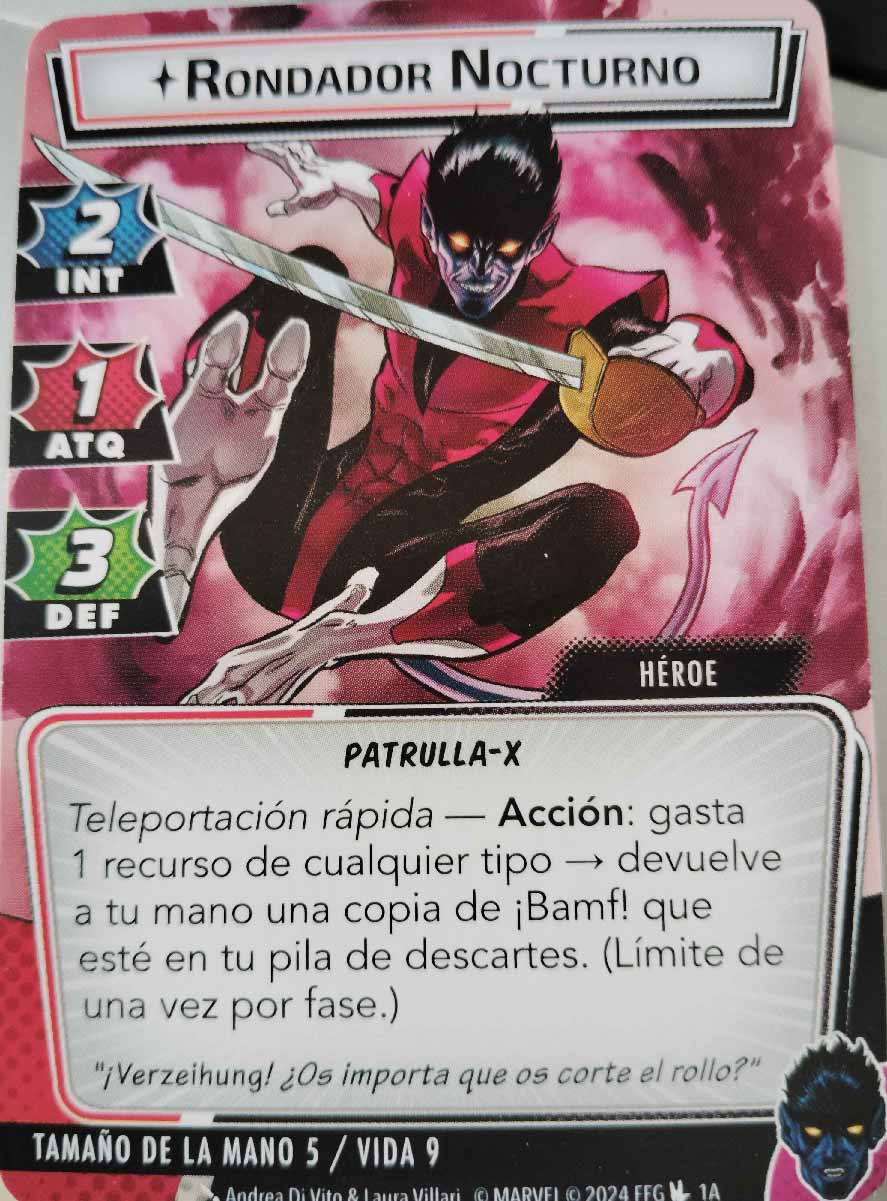 RONDADOR NOCTURNO
2
INT
1
ATQ
3
DEF
HÉROE
PATRULLA-X
Teleportación rápida — Acción: gasta
1 recurso de cualquier tipo → devuelve
a tu mano una copia de ¡Bamf! que
esté en tu pila de descartes. (Límite de
una vez por fase.)
"¡Verzeihung! ¿Os importa que os corte el rollo?"
TAMAÑO DE LA MANO 5 / VIDA 9
Andrea Di Vito & Laura Villari © MARVEL © 2024 FFG 1A